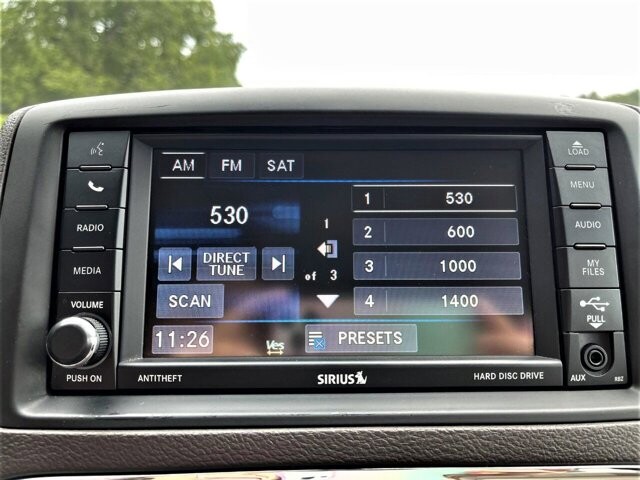 AM FM SAT
530
DIRECT
TUNE
SCAN
11:26
1
of 3
1 530
2 600
3 1000
4 1400
Ves
PRESETS
RADIO
MEDIA
VOLUME
PUSH ON
LOAD
MENU
AUDIO
MY
FILES
PULL
AUX
RBZ
ANTITHEFT
SIRIUS
HARD DISC DRIVE